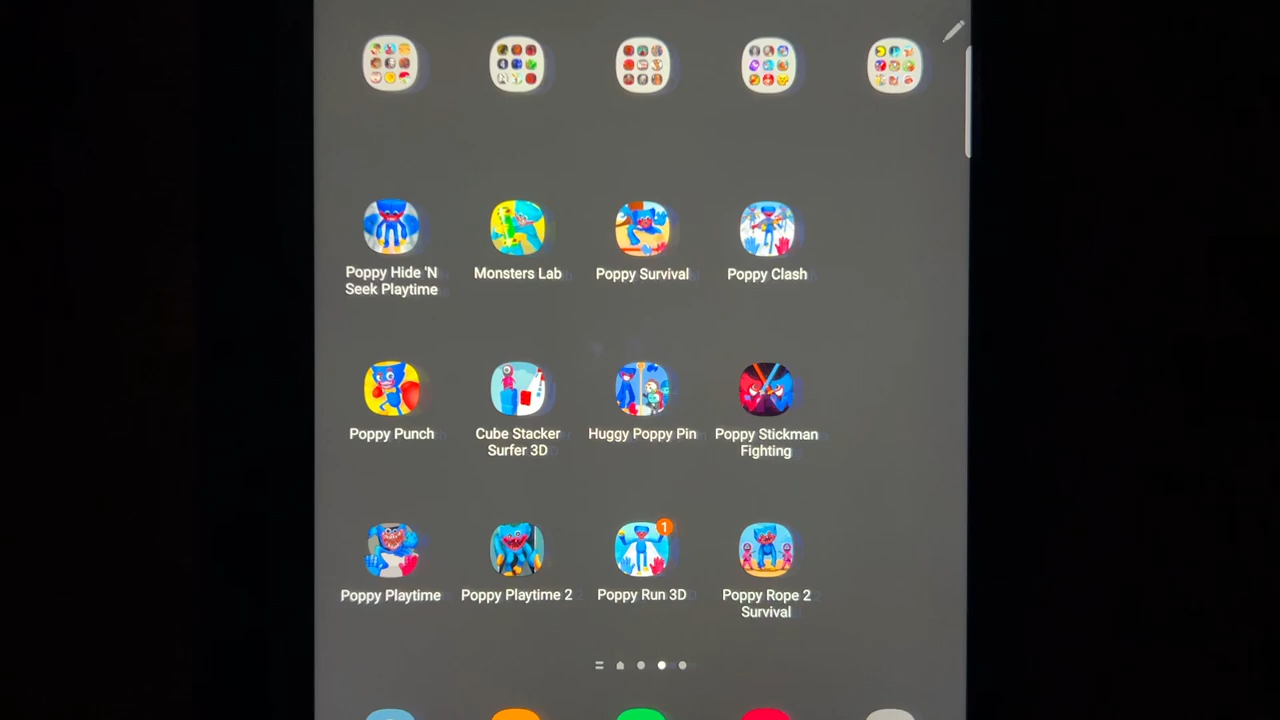 Poppy Hide 'N
Seek Playtime
Monsters Lab
Poppy Survival
Poppy Clash
Poppy Punch
Cube Stacker
Surfer 3D
Huggy Poppy Pin
Poppy Stickman
Fighting
1
Poppy Playtime
Poppy Playtime 2
Poppy Run 3D
Poppy Rope 2
Survival